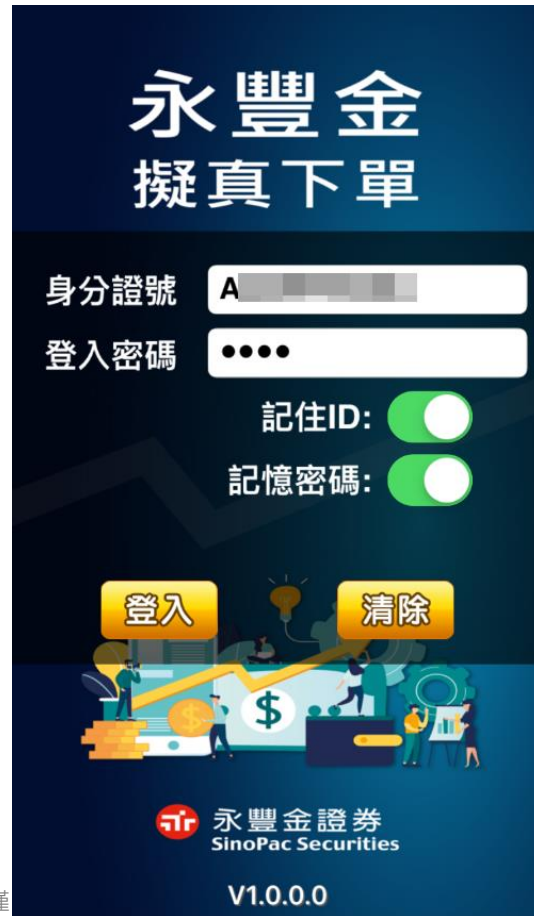 永豐金
擬真下單
身分證號 A
登入密碼 ••••
記住ID:
記憶密碼:
登入 清除
$
$
永豐金證券
SinoPac Securities
V1.0.0.0